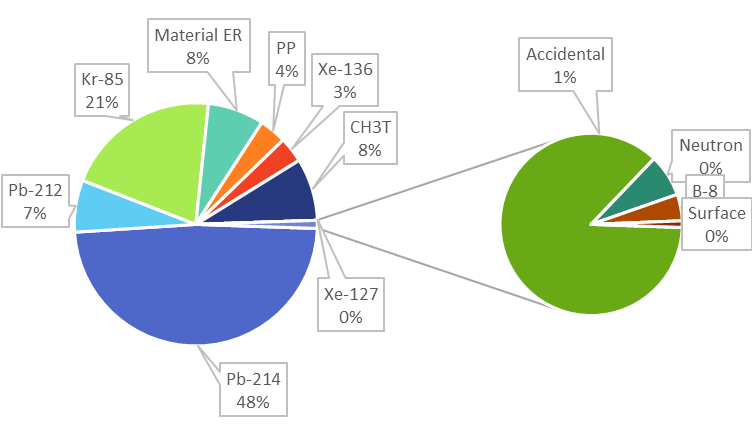 Material ER
8%
PP
4%
Xe-136
3%
CH3T
8%
Kr-85
21%
Pb-212
7%
Xe-127
0%
Pb-214
48%
Accidental
1%
Neutron
0%
B-8
Surface
0%